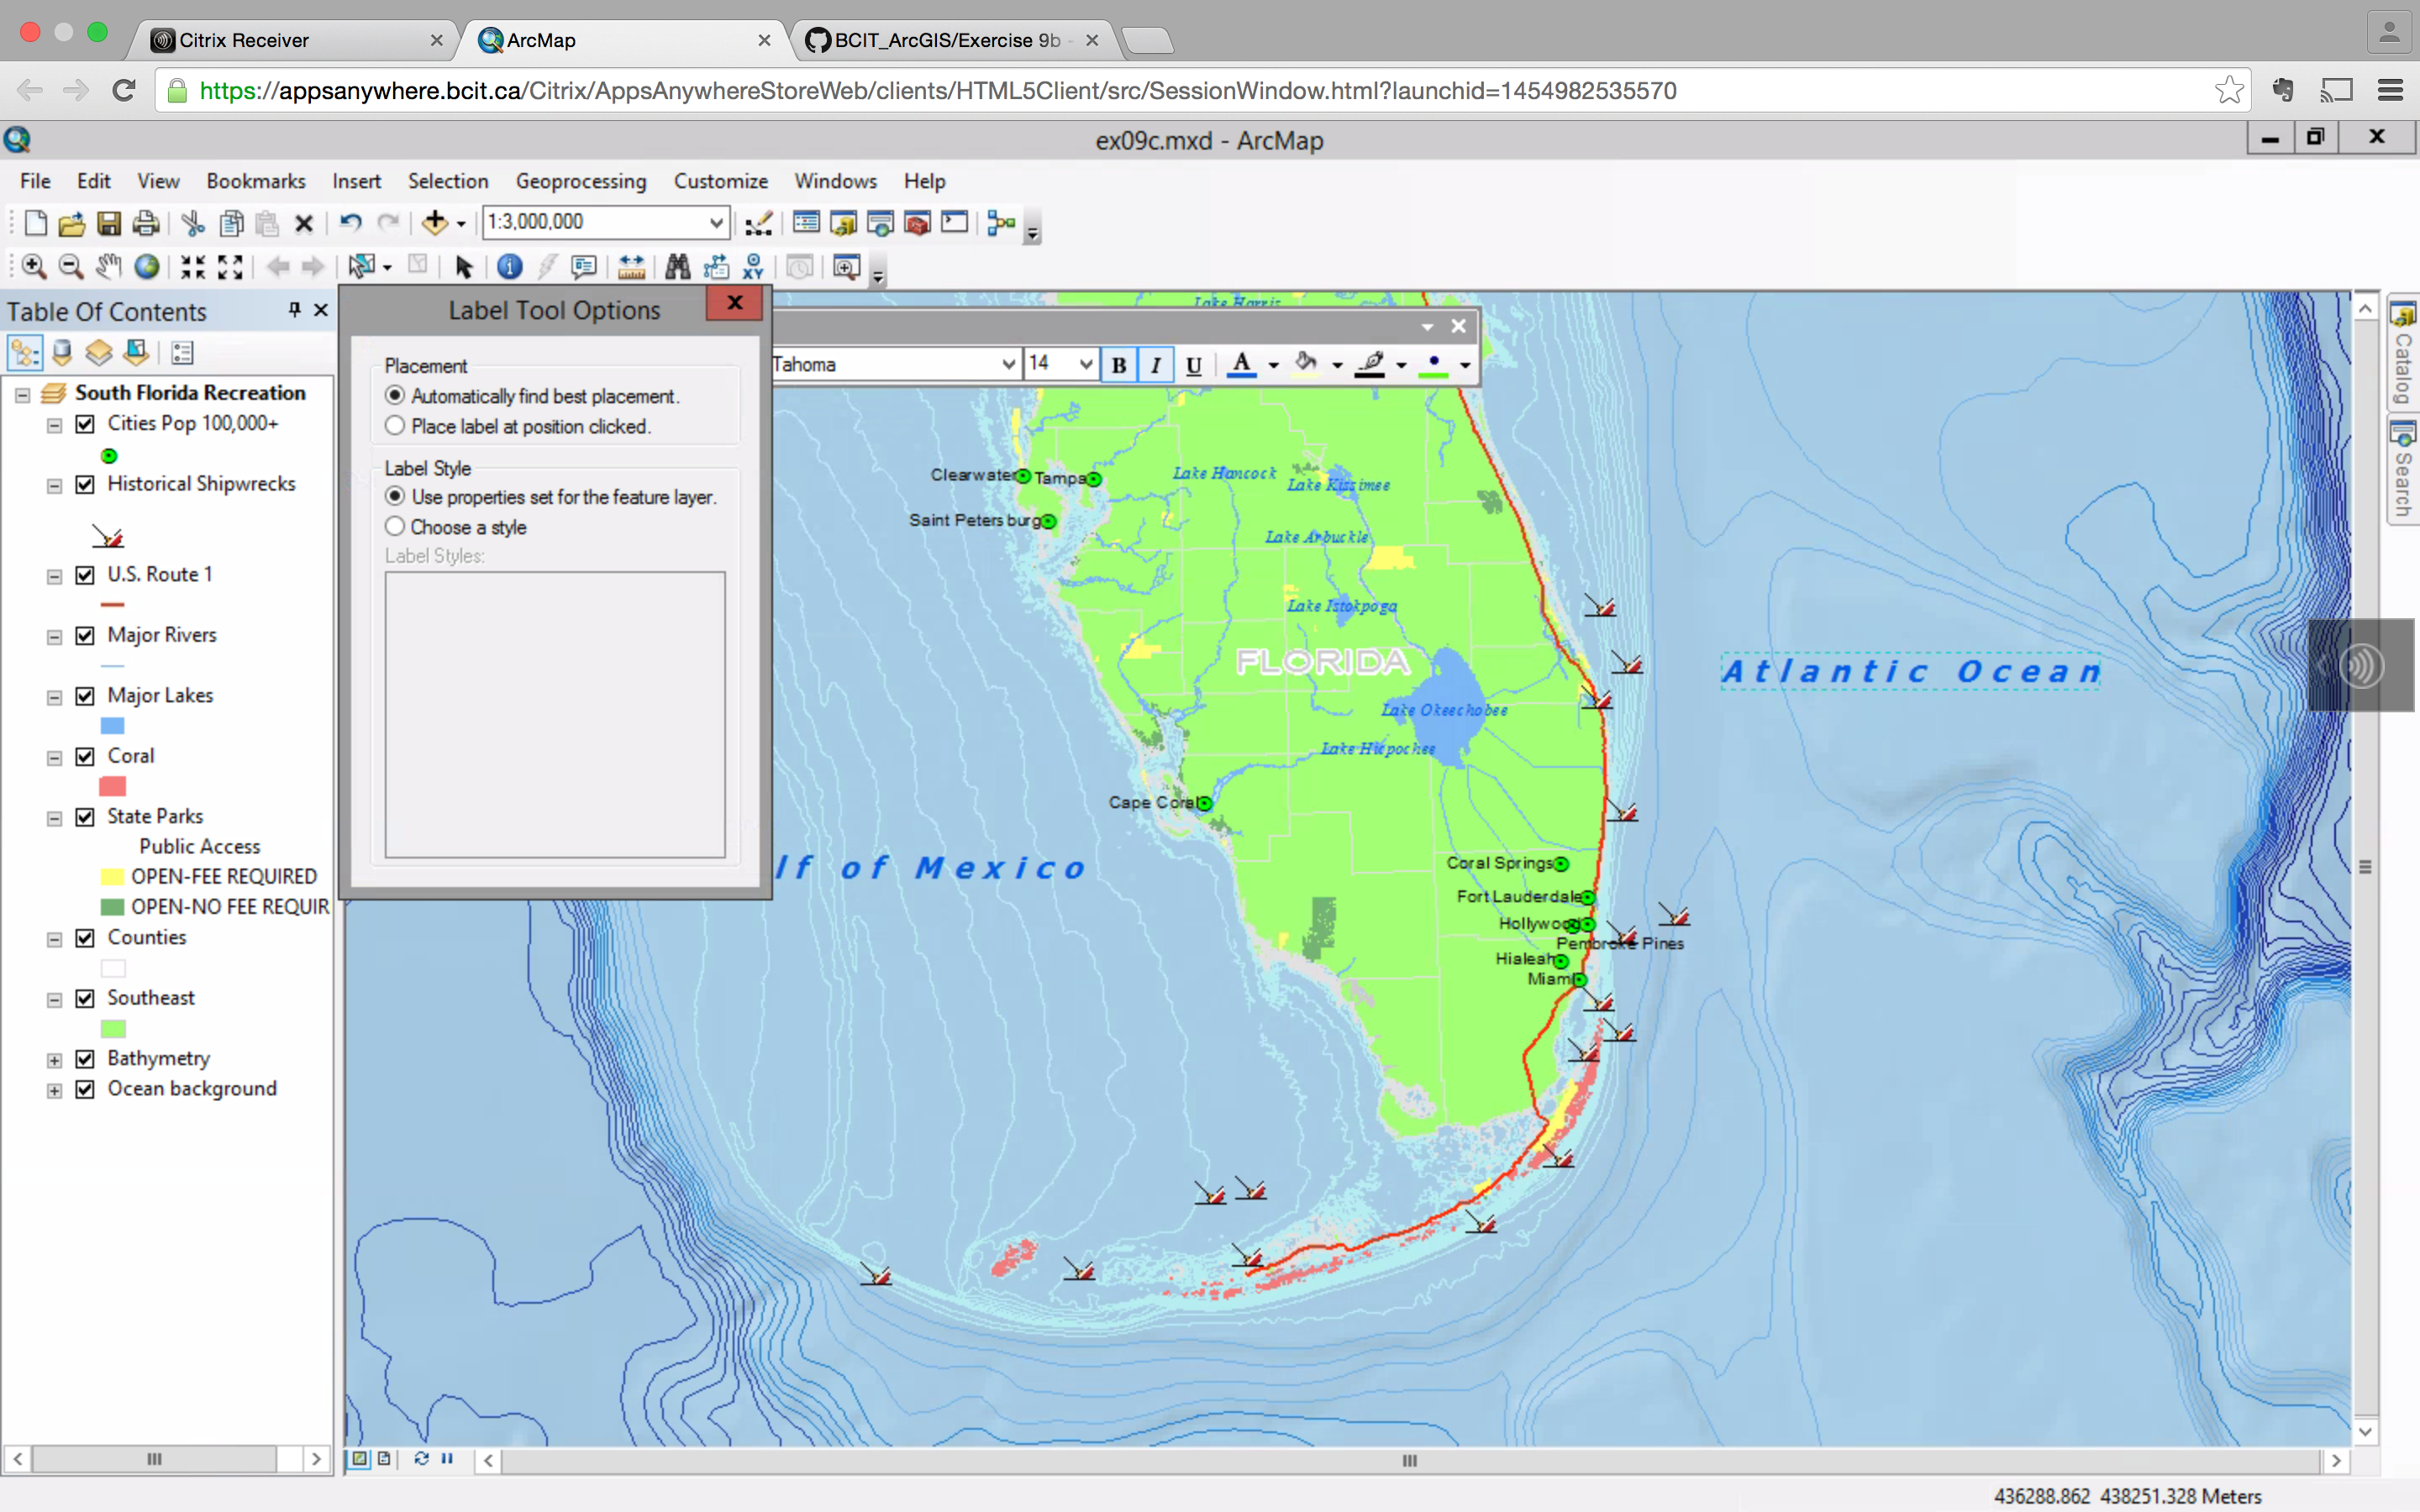 Citrix Receiver
ArcMap
BCIT_ArcGIS/Exercise 9b -
https://appsanywhere.bcit.ca/Citrix/AppsAnywhereStoreWeb/clients/HTML5Client/src/SessionWindow.html?launchid=1454982535570
ex09c.mxd - ArcMap
File Edit View Bookmarks Insert Selection Geoprocessing Customize Windows Help
1:3,000,000
XY
Table Of Contents
South Florida Recreation
Cities Pop 100,000+
Historical Shipwrecks
U.S. Route 1
Major Rivers
Major Lakes
Coral
State Parks
Public Access
OPEN-FEE REQUIRED
OPEN-NO FEE REQUIR
Counties
Southeast
Bathymetry
Ocean background
Label Tool Options
Placement
Automatically find best placement.
Place label at position clicked.
Label Style
Use properties set for the feature layer.
Choose a style
Label Styles:
Tahoma 14 B I U A
Lake Harris
Clearwater
Tampa
Saint Petersburg
Lake Hancock
Lake Kissimee
Lake Arbuckle
Lake Istokpoga
FLORIDA
Atlantic Ocean
Lake Okeechobee
Lake Hicpochee
Cape Coral
lf of Mexico
Coral Springs
Fort Lauderdale
Hollywood
Pembroke Pines
Hialeah
Miami
Catalog
Search
436288.862 438251.328 Meters